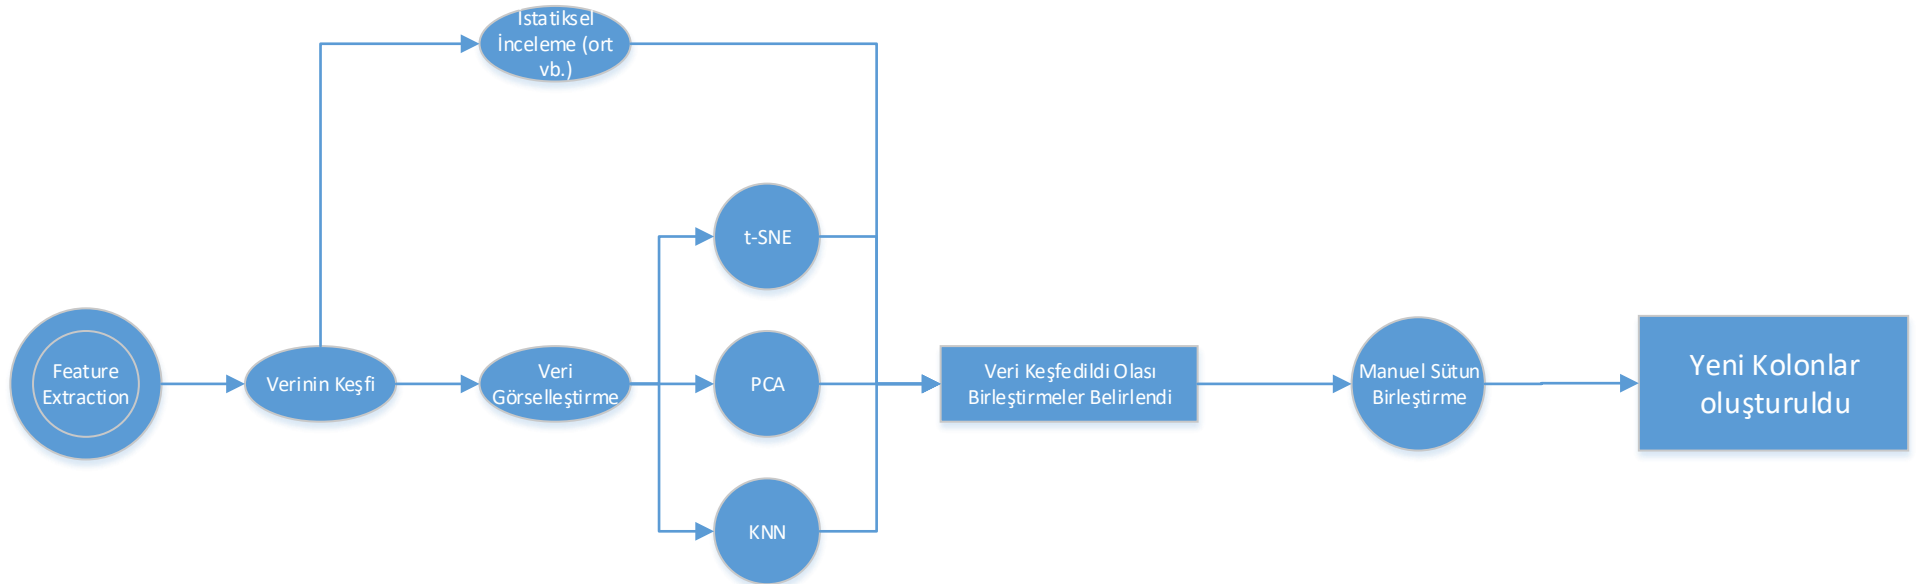 İstatiksel
İnceleme (ort
vb.)
t-SNE
Feature
Extraction
Verinin Keşfi
Veri
Görselleştirme
PCA
Veri Keşfedildi Olası
Birleştirmeler Belirlendi
Manuel Sütun
Birleştirme
Yeni Kolonlar
oluşturuldu
KNN